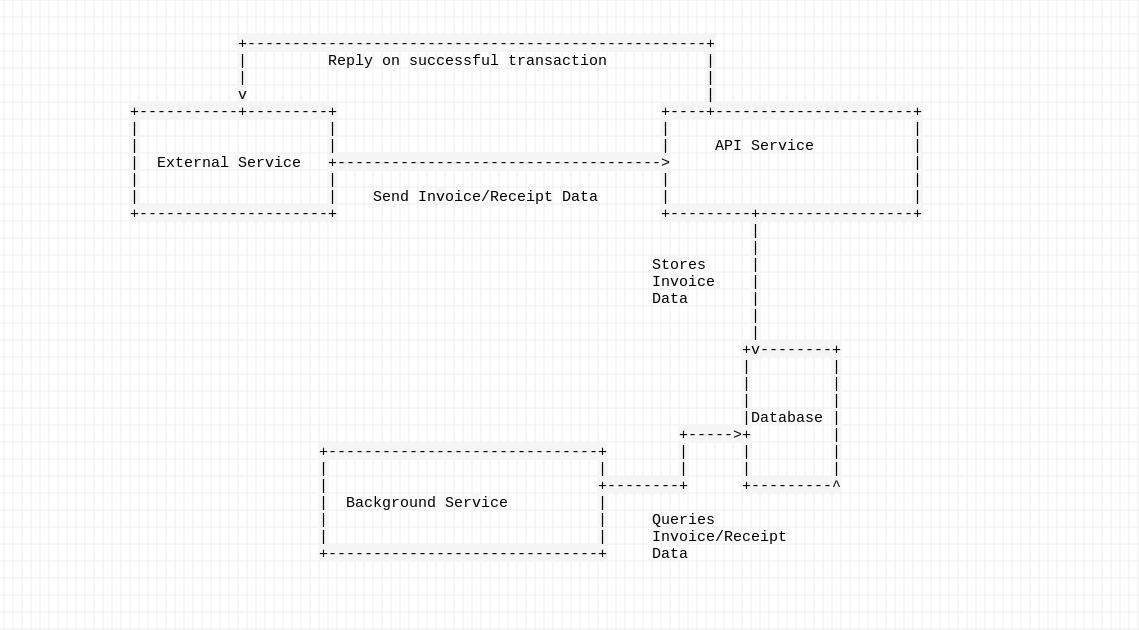 Reply on successful transaction
API Service
External Service
Send Invoice/Receipt Data
Stores
Invoice
Data
Database
Background Service
Queries
Invoice/Receipt
Data